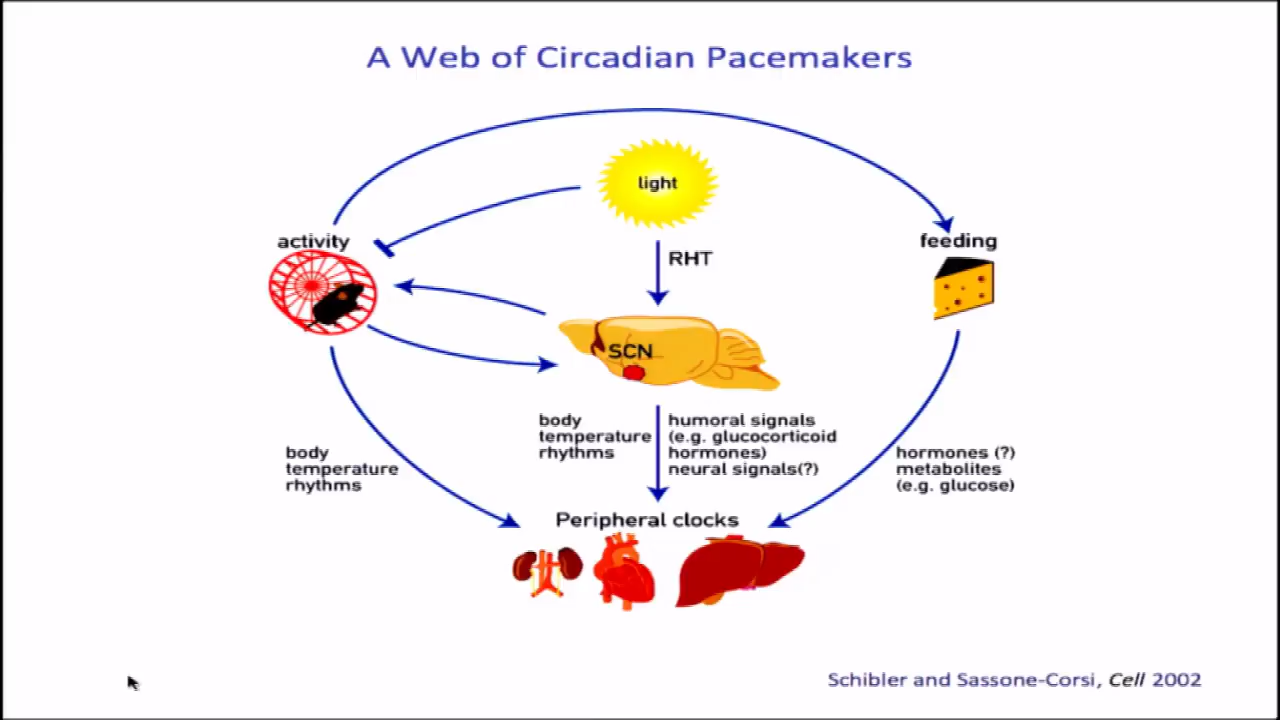 A Web of Circadian Pacemakers
light
activity
feeding
RHT
SCN
body
temperature
rhythms
humoral signals
(e.g. glucocorticoid
hormones)
neural signals(?)
body
temperature
rhythms
hormones (?)
metabolites
(e.g. glucose)
Peripheral clocks
Schibler and Sassone-Corsi, Cell 2002